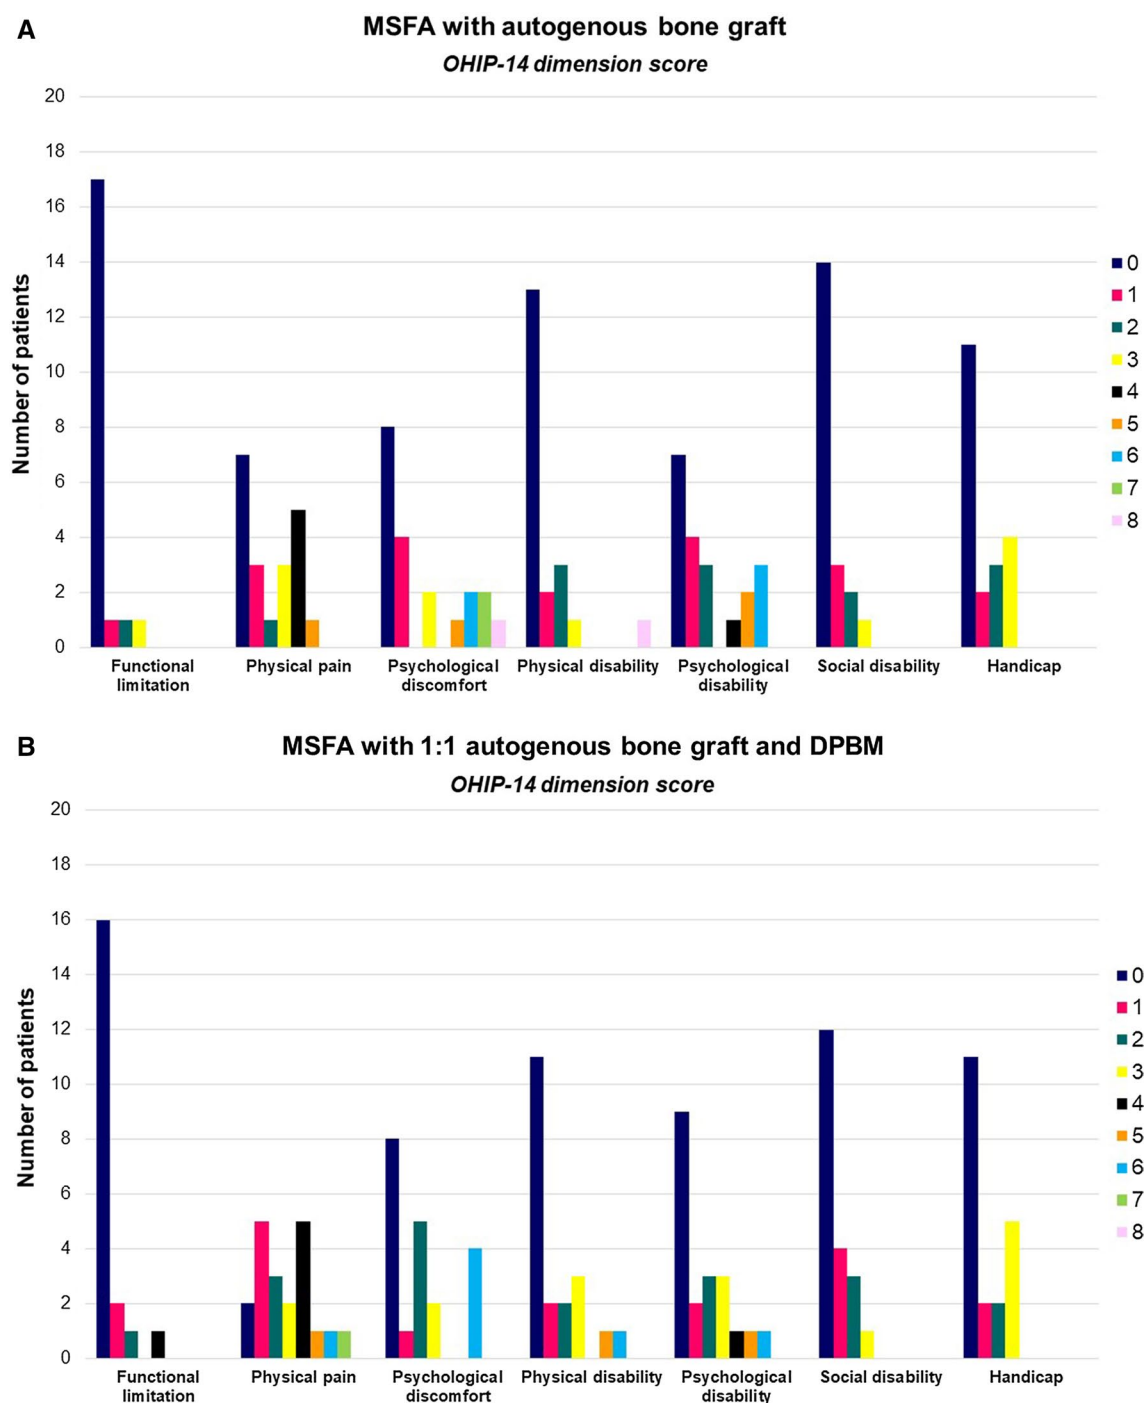 A
MSFA with autogenous bone graft
OHIP-14 dimension score
Number of patients
20
18
16
14
12
10
8
6
4
2
0
Functional
limitation
Physical pain
Psychological
discomfort
Physical disability
Psychological
disability
Social disability
Handicap
0
1
2
3
4
5
6
7
8
B
MSFA with 1:1 autogenous bone graft and DPBM
OHIP-14 dimension score
Number of patients
20
18
16
14
12
10
8
6
4
2
0
Functional
limitation
Physical pain
Psychological
discomfort
Physical disability
Psychological
disability
Social disability
Handicap
0
1
2
3
4
5
6
7
8